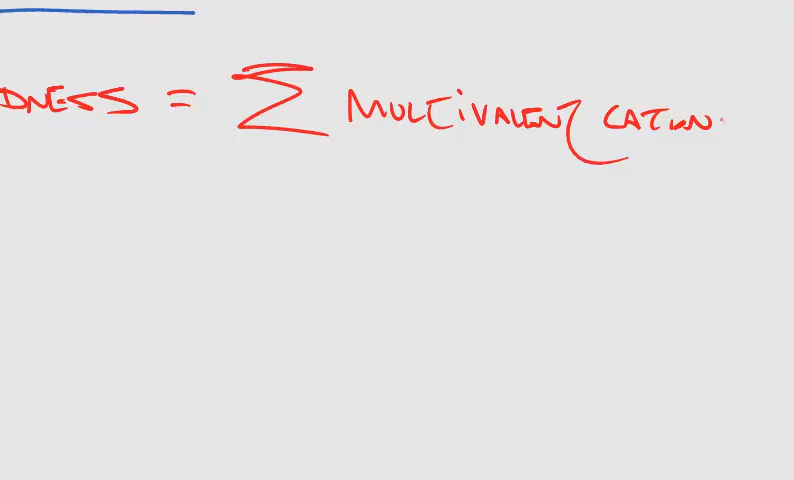 DNESS = ∑ MULTIVALENT CATION